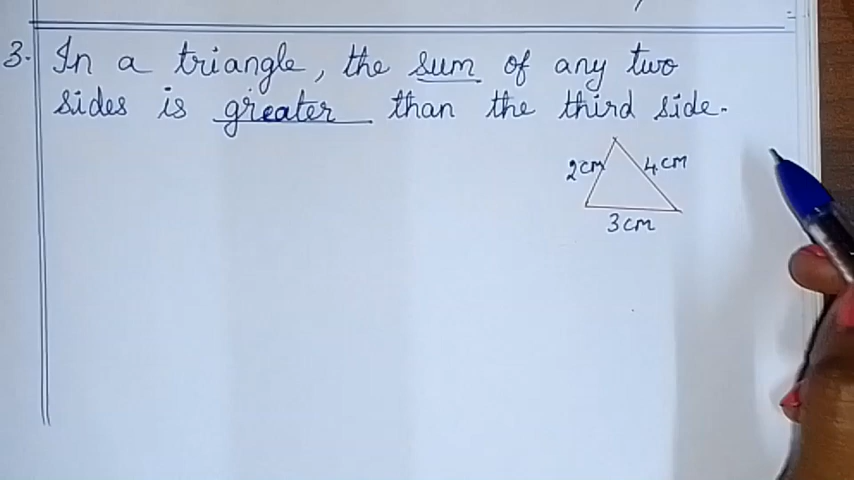 3. In a triangle, the sum of any two
sides is greater than the third side.
2cm 4cm
3cm